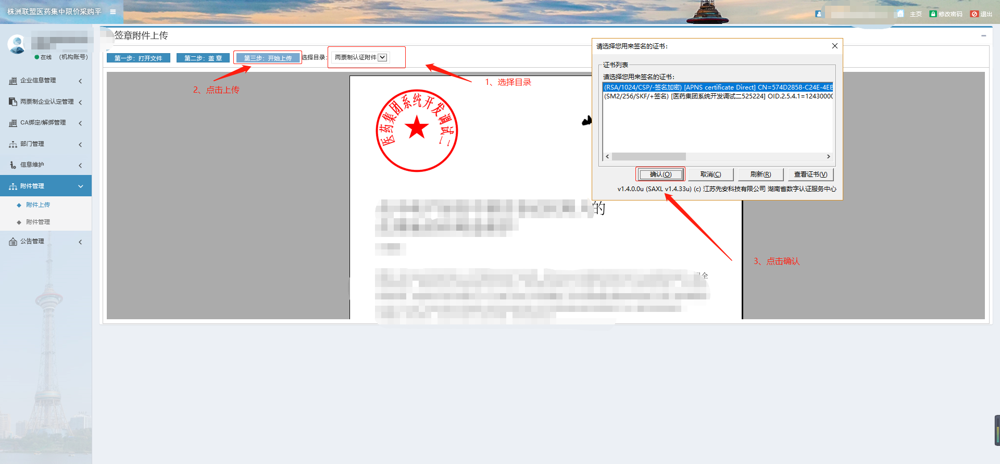 株洲联盟医药集中限价采购平
主页
修改密码
退出
在线
(机构账号)
企业信息管理
两票制企业认定管理
CA绑定/解绑管理
部门管理
信息维护
附件管理
附件上传
附件管理
公告管理
签章附件上传
第一步：打开文件
第二步：盖 章
第三步：开始上传
选择目录:
两票制认证附件
1、选择目录
2、点击上传
医药集团系统开发调试二
的
全
请选择您用来签名的证书:
证书列表
请选择您用来签名的证书:
(RSA/1024/CSP/-签名加密) [APNS certificate Direct] CN=574D2858-C24E-4EE
(SM2/256/SKF/+签名) [医药集团系统开发调试二525224] OID.2.5.4.1=12430000
确认(O)
取消(C)
刷新(R)
查看证书(V)
v1.4.0.0u (SAXL v1.4.33u) (c) 江苏先安科技有限公司 湖南省数字认证服务中心
3、点击确认